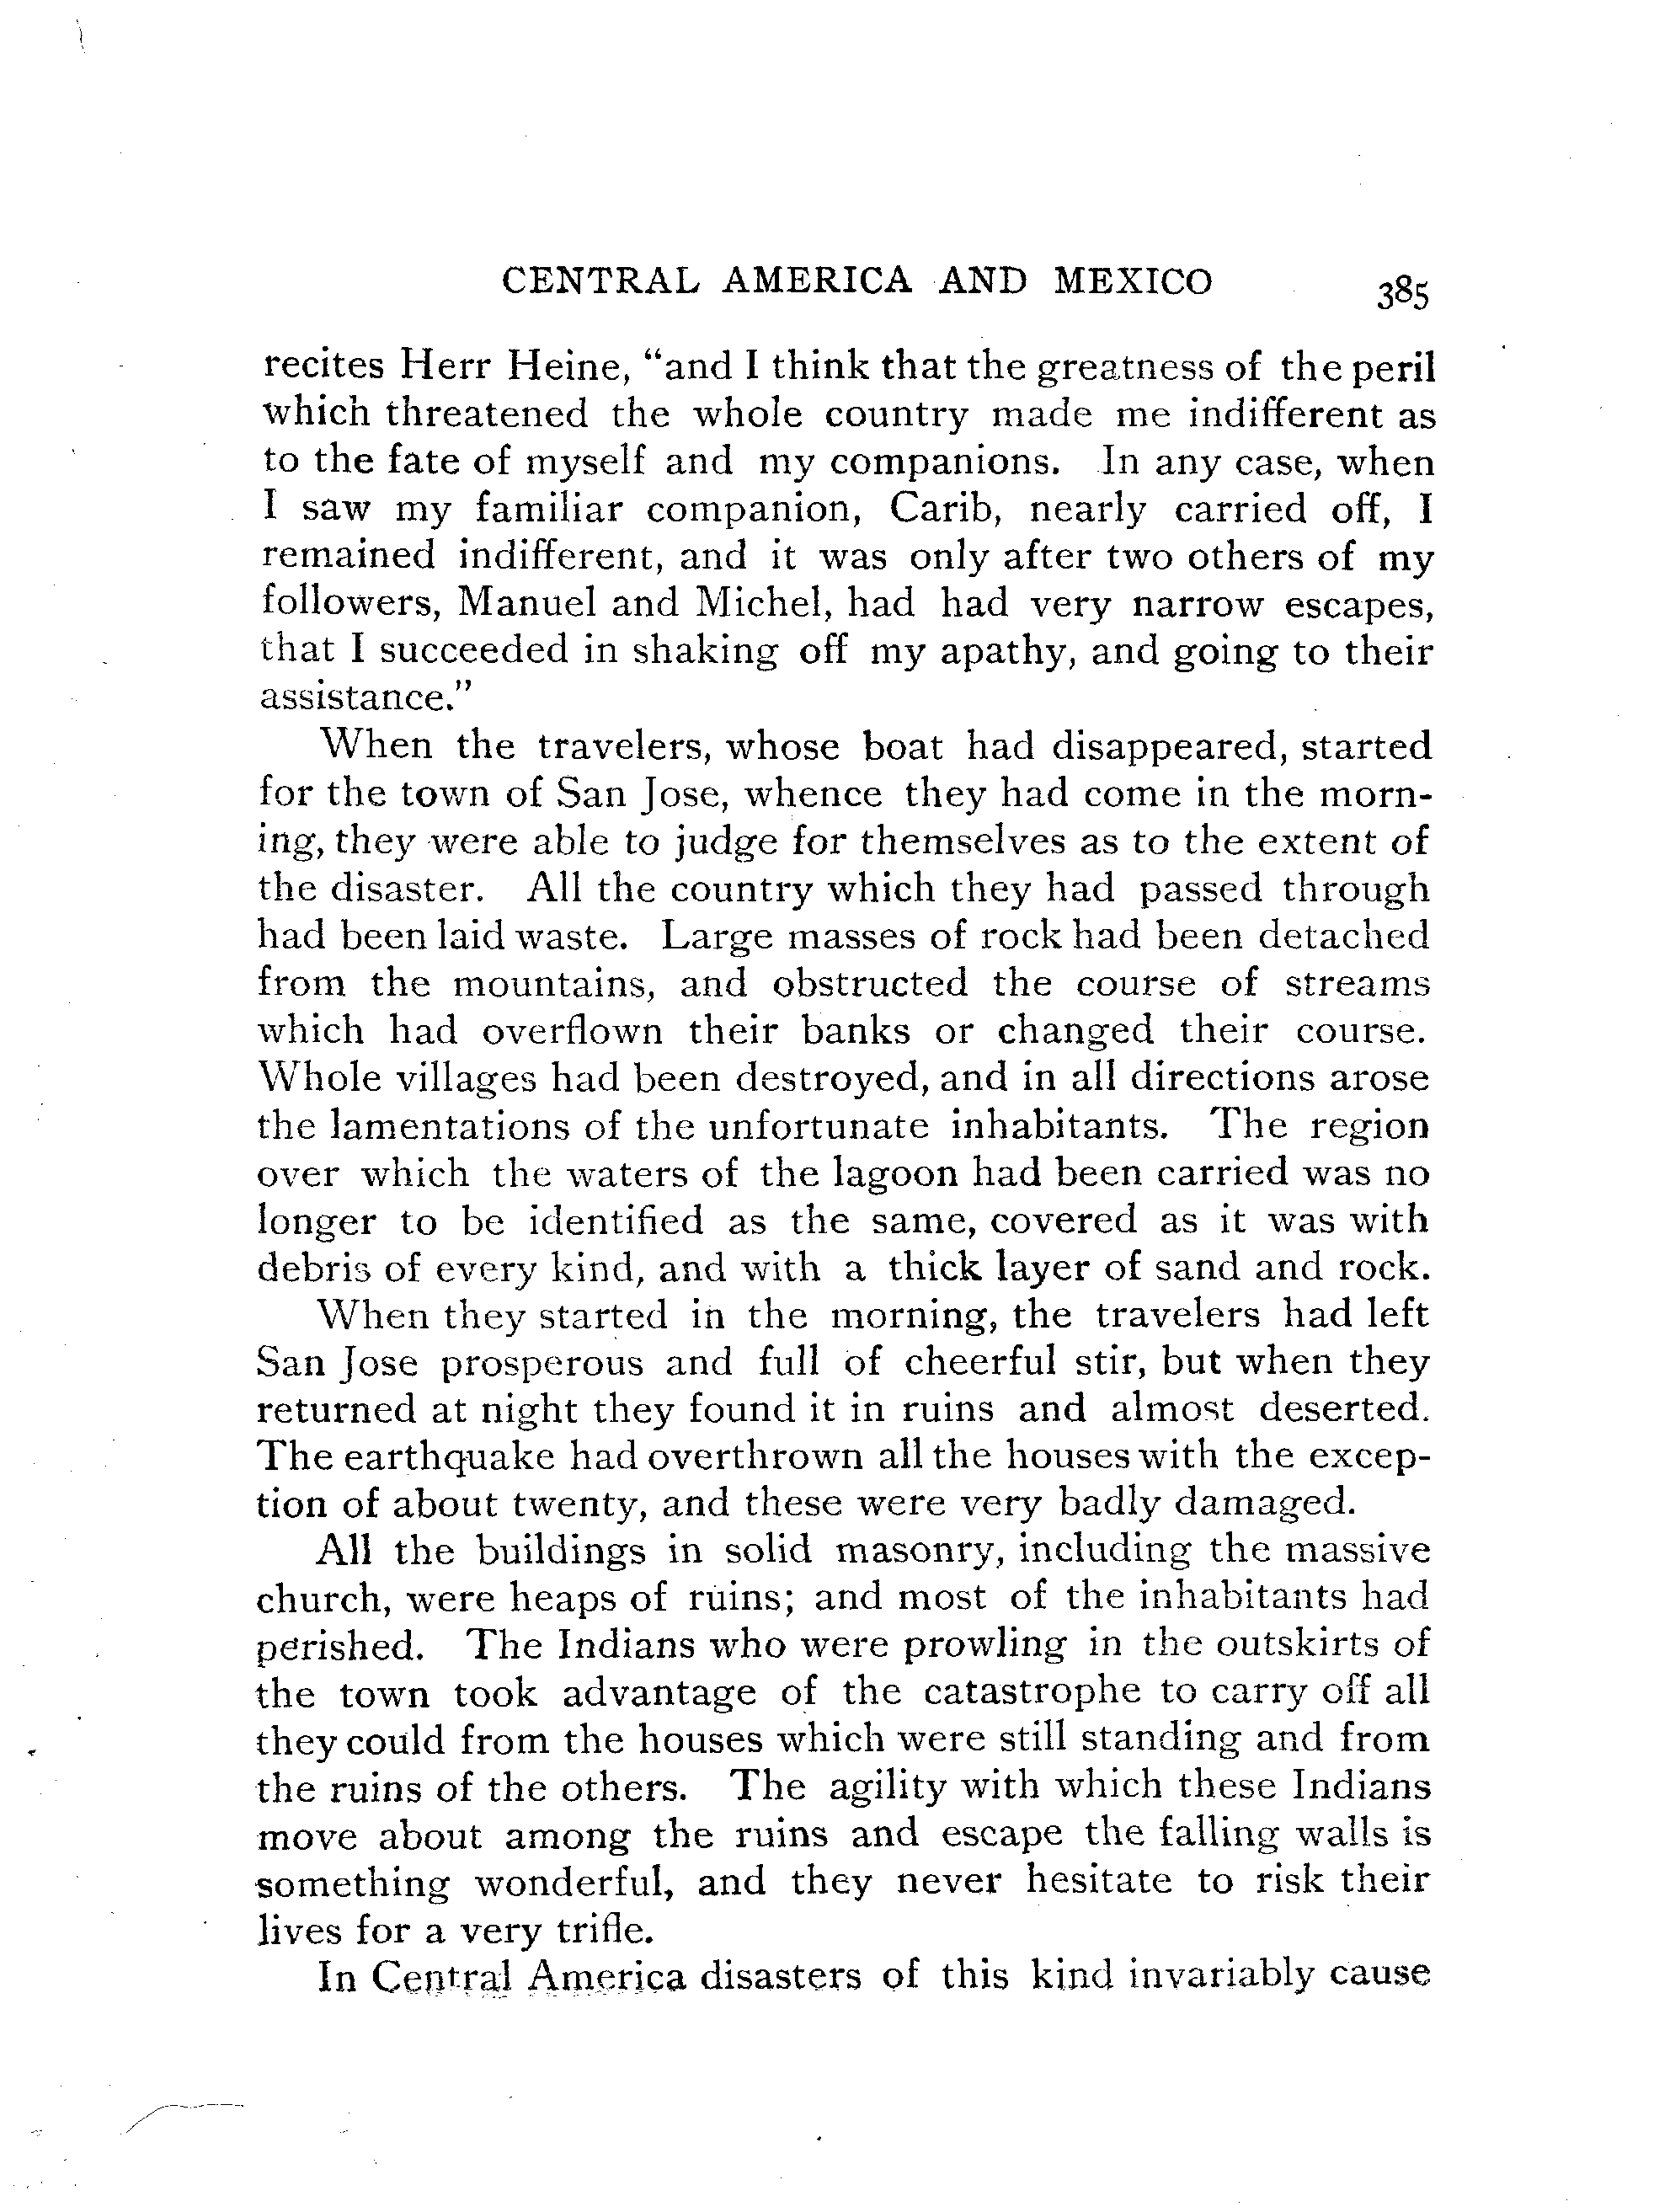 CENTRAL AMERICA AND MEXICO 385
recites Herr Heine, “and I think that the greatness of the peril
which threatened the whole country made me indifferent as
to the fate of myself and my companions. In any case, when
I saw my familiar companion, Carib, nearly carried off, I
remained indifferent, and it was only after two others of my
followers, Manuel and Michel, had had very narrow escapes,
that I succeeded in shaking off my apathy, and going to their
assistance.”
When the travelers, whose boat had disappeared, started
for the town of San Jose, whence they had come in the morn-
ing, they were able to judge for themselves as to the extent of
the disaster. All the country which they had passed through
had been laid waste. Large masses of rock had been detached
from the mountains, and obstructed the course of streams
which had overflown their banks or changed their course.
Whole villages had been destroyed, and in all directions arose
the lamentations of the unfortunate inhabitants. The region
over which the waters of the lagoon had been carried was no
longer to be identified as the same, covered as it was with
debris of every kind, and with a thick layer of sand and rock.
When they started in the morning, the travelers had left
San Jose prosperous and full of cheerful stir, but when they
returned at night they found it in ruins and almost deserted.
The earthquake had overthrown all the houses with the excep-
tion of about twenty, and these were very badly damaged.
All the buildings in solid masonry, including the massive
church, were heaps of ruins; and most of the inhabitants had
perished. The Indians who were prowling in the outskirts of
the town took advantage of the catastrophe to carry off all
they could from the houses which were still standing and from
the ruins of the others. The agility with which these Indians
move about among the ruins and escape the falling walls is
something wonderful, and they never hesitate to risk their
lives for a very trifle.
In Central America disasters of this kind invariably cause